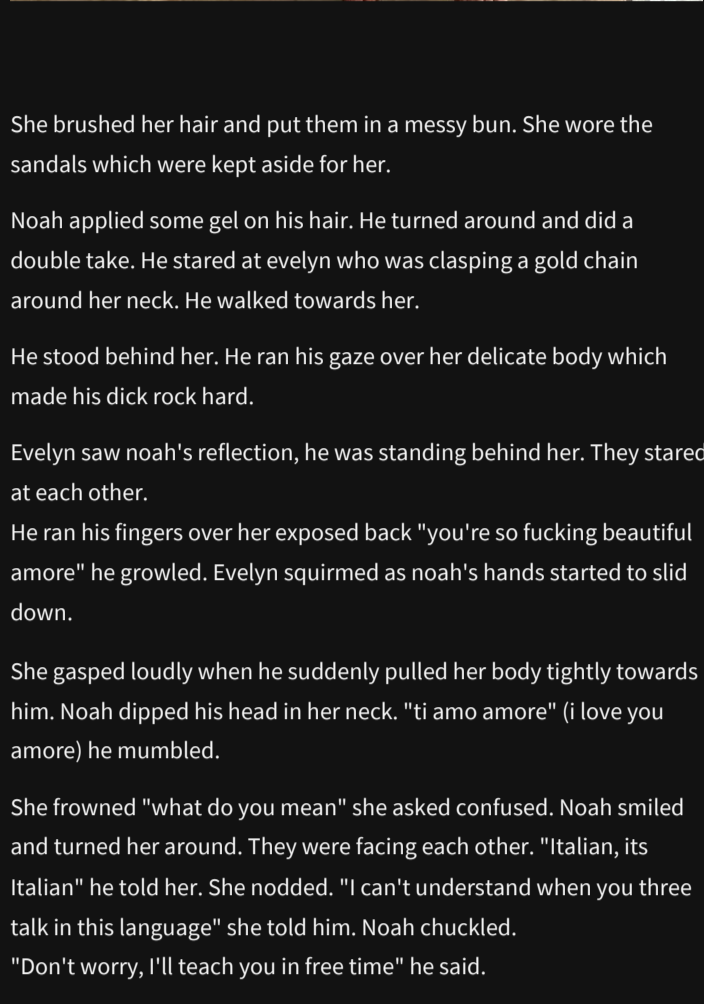 She brushed her hair and put them in a messy bun. She wore the
sandals which were kept aside for her.
Noah applied some gel on his hair. He turned around and did a
double take. He stared at evelyn who was clasping a gold chain
around her neck. He walked towards her.
He stood behind her. He ran his gaze over her delicate body which
made his dick rock hard.
Evelyn saw noah's reflection, he was standing behind her. They stared
at each other.
He ran his fingers over her exposed back "you're so fucking beautiful
amore" he growled. Evelyn squirmed as noah's hands started to slid
down.
She gasped loudly when he suddenly pulled her body tightly towards
him. Noah dipped his head in her neck. "ti amo amore" (i love you
amore) he mumbled.
She frowned "what do you mean" she asked confused. Noah smiled
and turned her around. They were facing each other. "Italian, its
Italian" he told her. She nodded. "I can't understand when you three
talk in this language" she told him. Noah chuckled.
"Don't worry, I'll teach you in free time" he said.